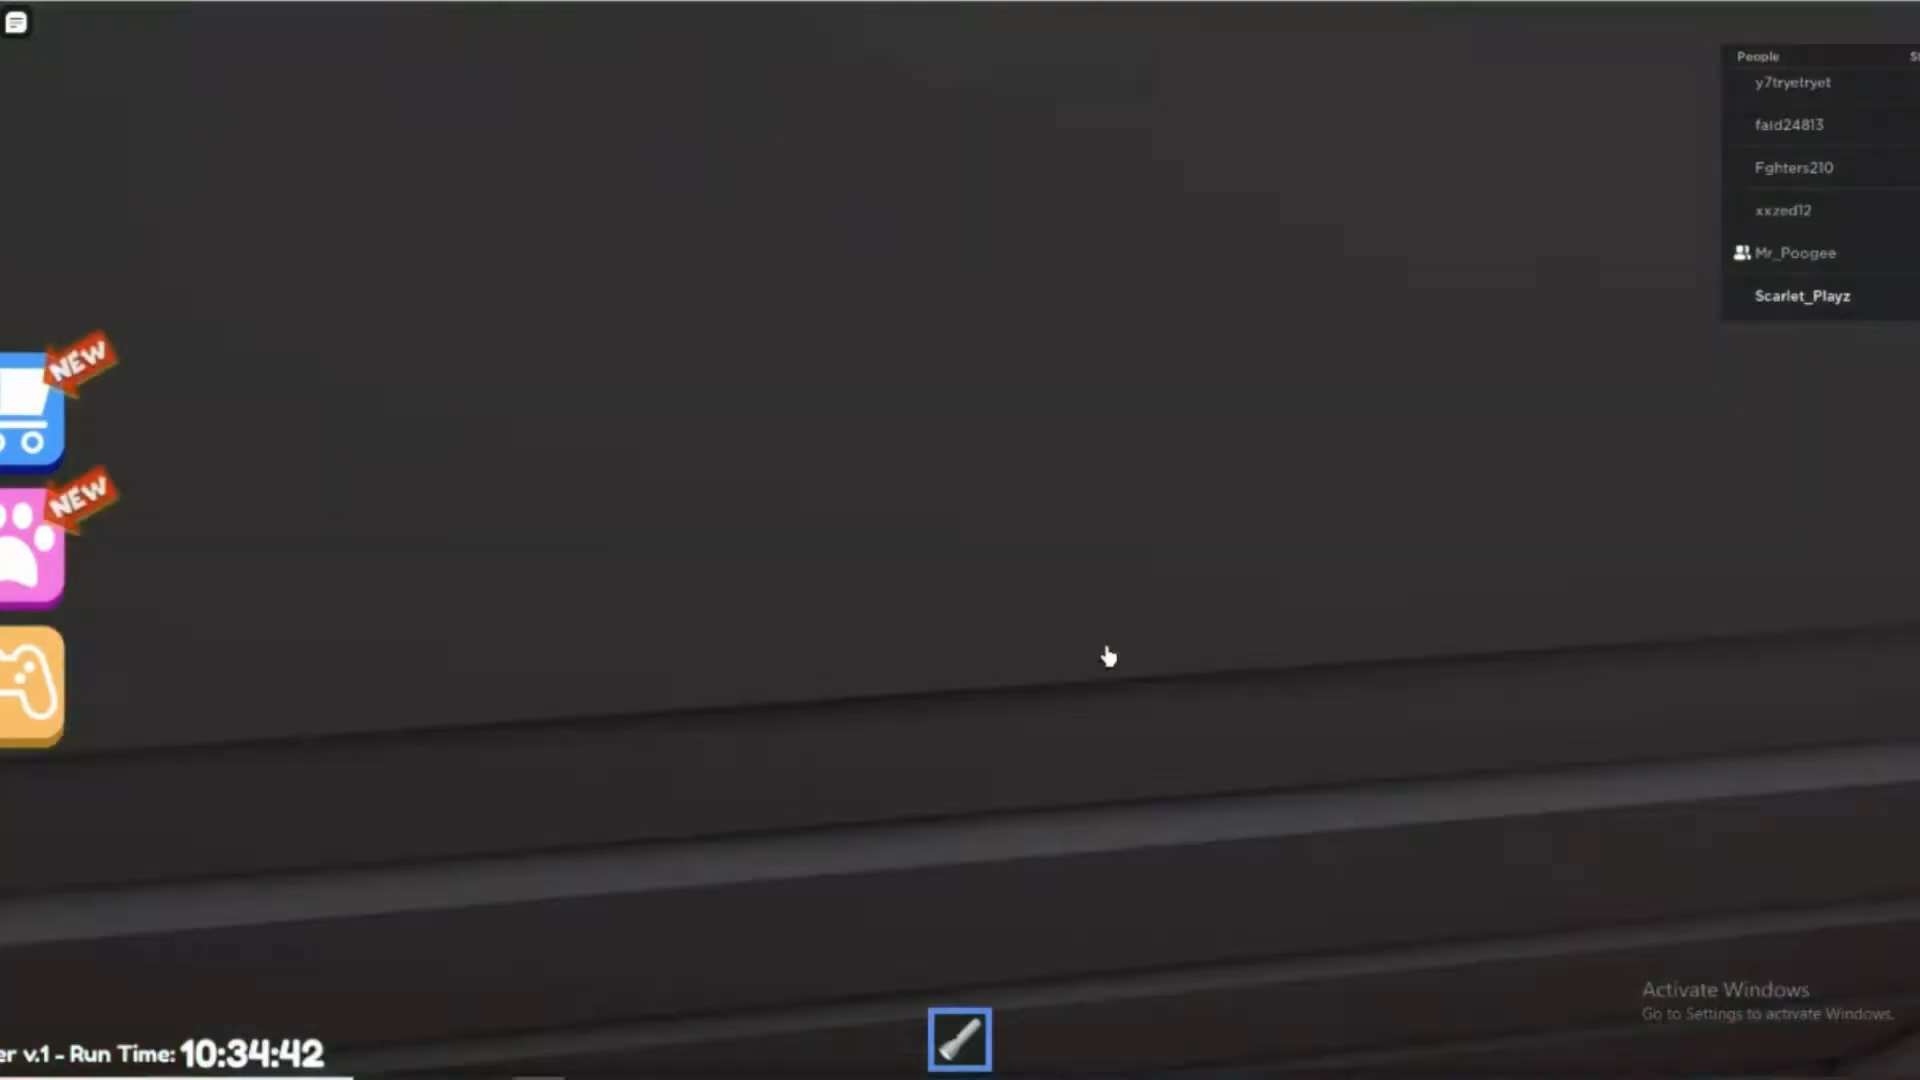 People
y7tryetryet
faid24813
Fghters210
xxzed12
Mr_Poogee
Scarlet_Playz
NEW
NEW
Activate Windows
Go to Settings to activate Windows.
v.1 - Run Time: 10:34:42